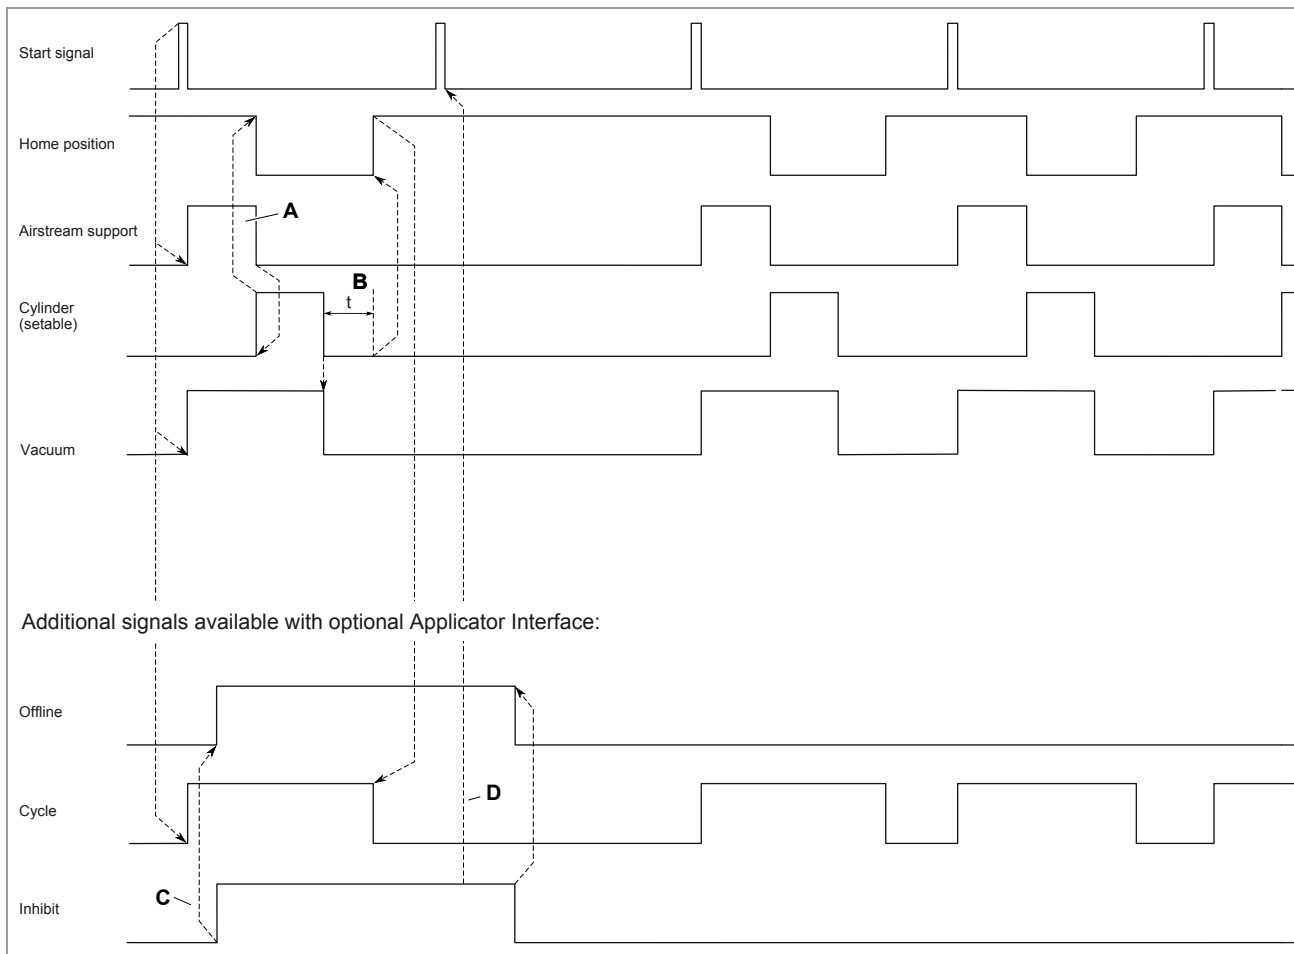 Start signal
Home position
A
Airstream support
B
t
Cylinder
(setable)
Vacuum
Additional signals available with optional Applicator Interface:
Offline
D
Cycle
C
Inhibit